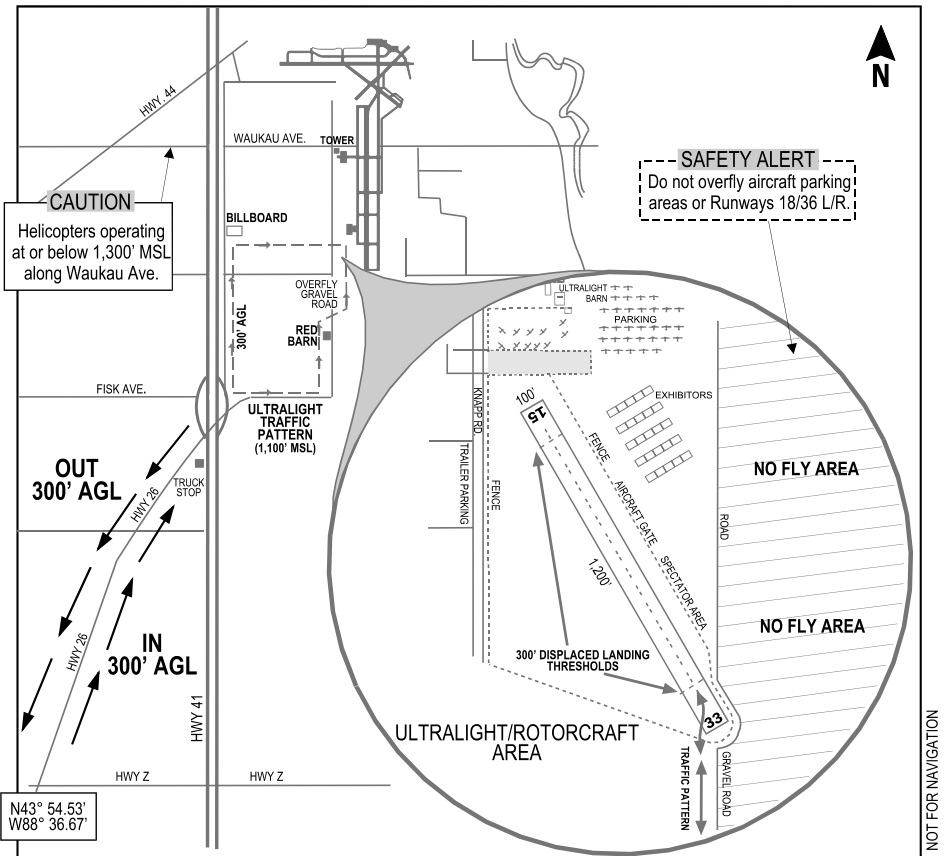 N
HWY. 44
WAUKAU AVE.
TOWER
SAFETY ALERT
Do not overfly aircraft parking
areas or Runways 18/36 L/R.
CAUTION
Helicopters operating
at or below 1,300’ MSL
along Waukau Ave.
BILLBOARD
OVERFLY
GRAVEL
ROAD
300’ AGL
RED
BARN
ULTRALIGHT
BARN
PARKING
FISK AVE.
ULTRALIGHT
TRAFFIC
PATTERN
(1,100’ MSL)
KNAPP RD.
100’
15
EXHIBITORS
FENCE
AIRCRAFT GATE
SPECTATOR AREA
TRAILER PARKING
FENCE
ROAD
NO FLY AREA
OUT
300’ AGL
TRUCK
STOP
HWY 26
1,200’
NO FLY AREA
IN
300’ AGL
HWY 26
HWY 41
300’ DISPLACED LANDING
THRESHOLDS
33
ULTRALIGHT/ROTORCRAFT
AREA
TRAFFIC PATTERN
GRAVEL ROAD
HWY Z
HWY Z
N43° 54.53’
W88° 36.67’
NOT FOR NAVIGATION